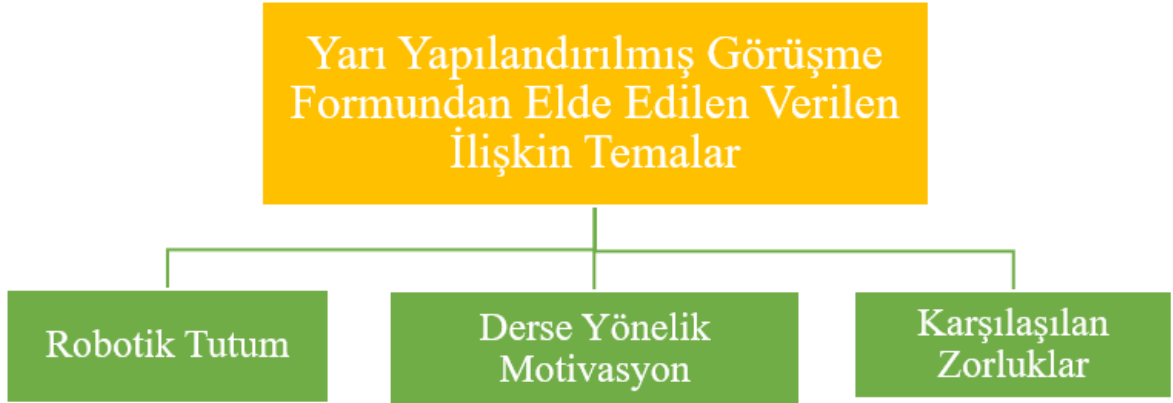 Yarı Yapılandırılmış Görüşme
Formundan Elde Edilen Verilen
İlişkin Temalar
Robotik Tutum
Derse Yönelik
Motivasyon
Karşılaşılan
Zorluklar